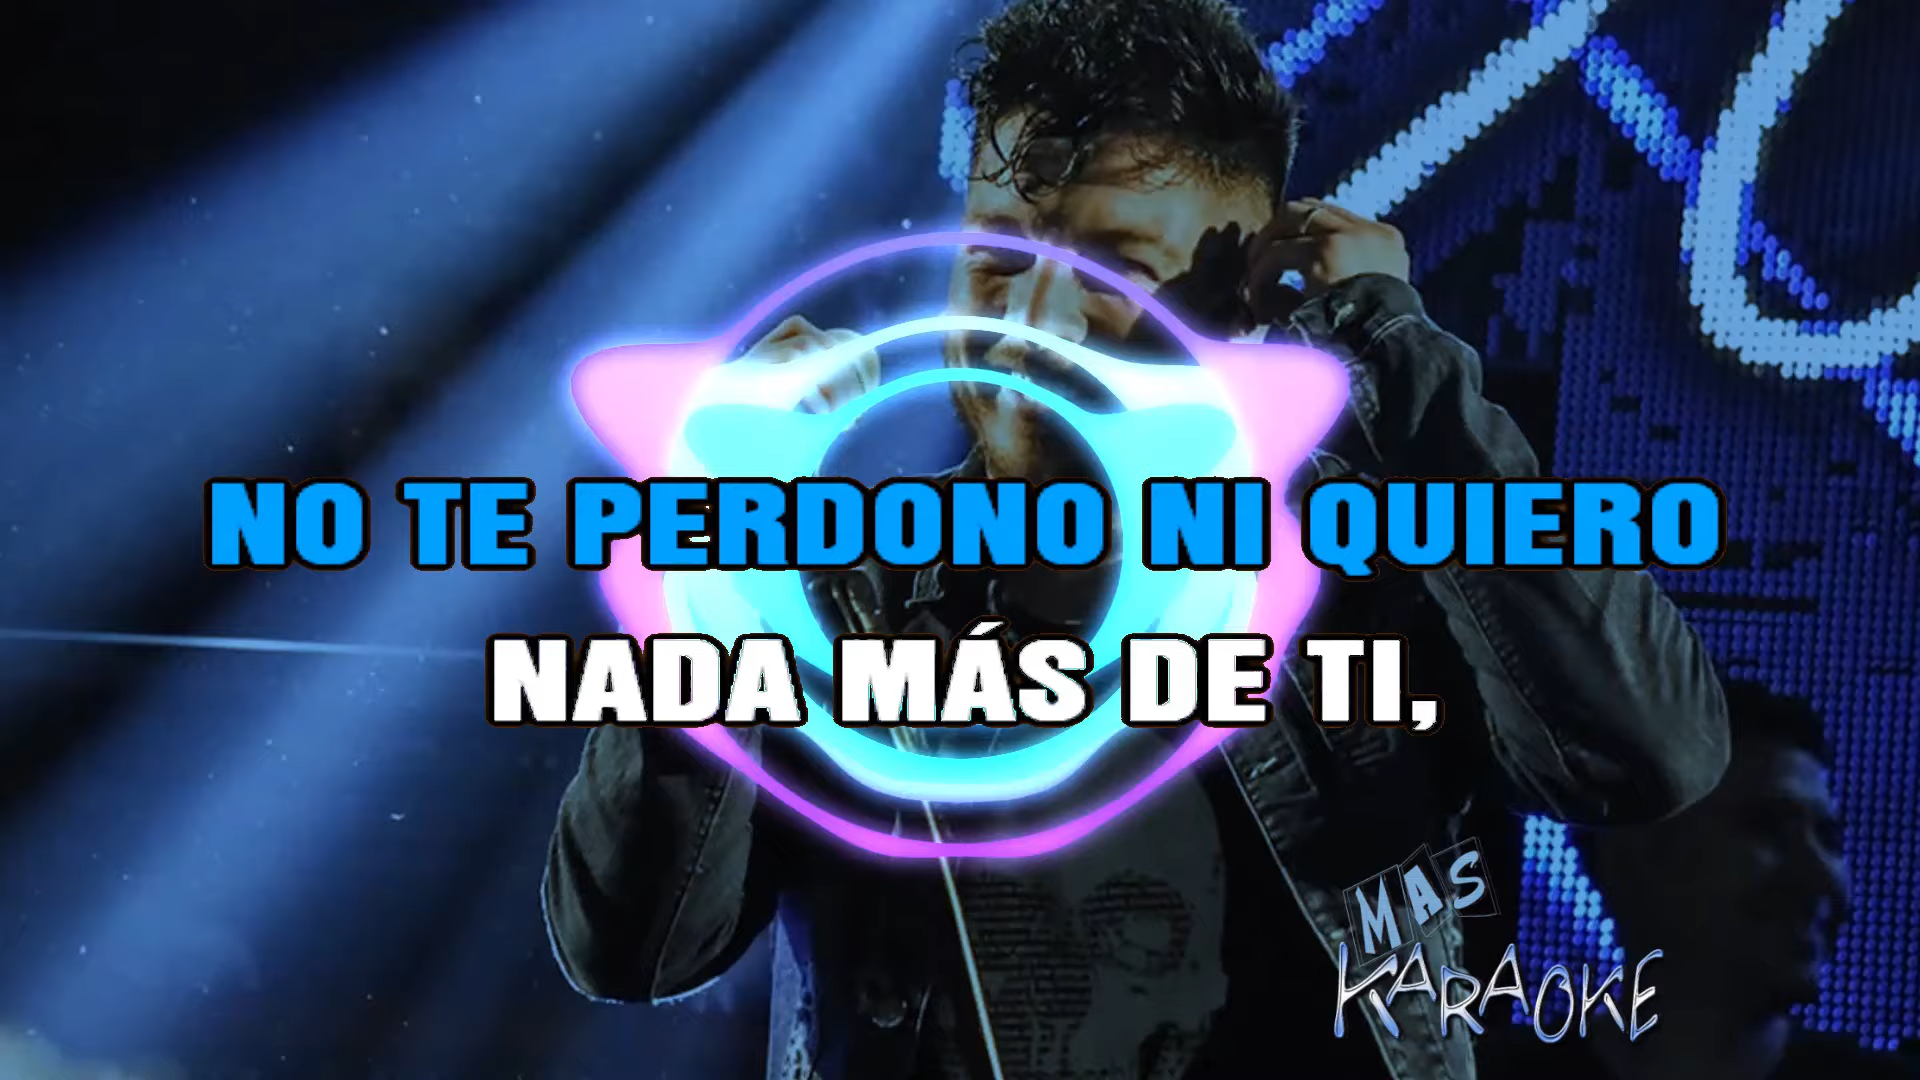 NO TE PERDONO NI QUIERO
NADA MÁS DE TI,
MAS
KARAOKE